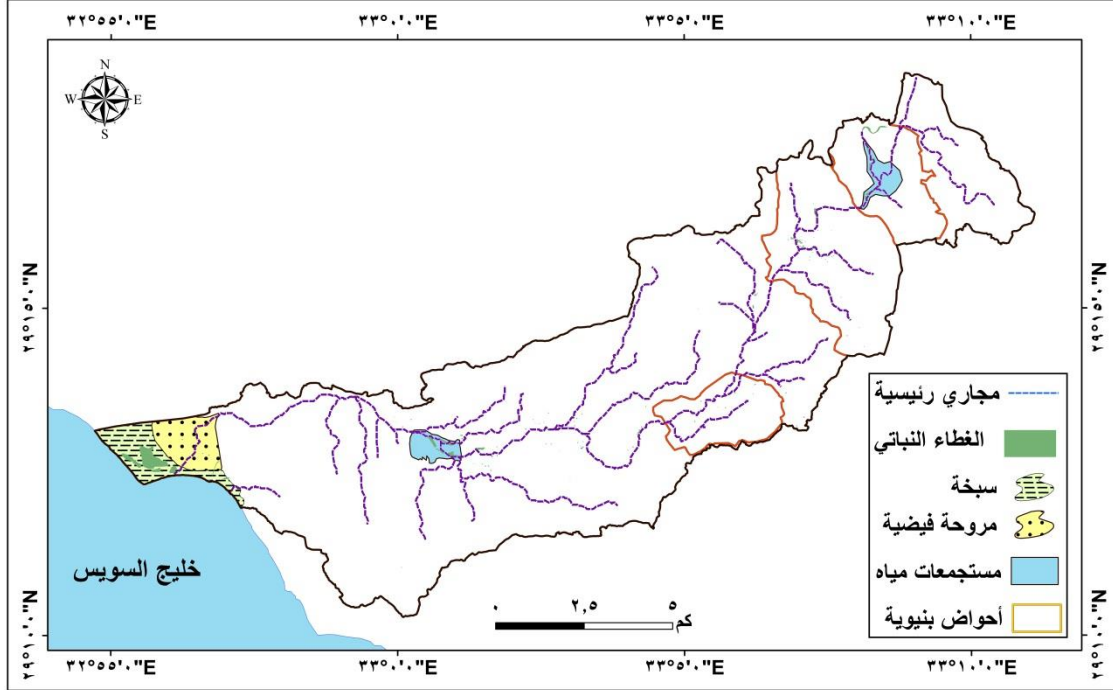 ٣٢°٥٥'٠"E ٣٣°٠'٠"E ٣٣°٥'٠"E ٣٣°١٠'٠"E
N
W E
S
٢٩°١٥'٠"N
٢٩°١٥'٠"N
مجاري رئيسية
الغطاء النباتي
سبخة
مروحة فيضية
مستجمعات مياه
أحواض بنيوية
خليج السويس
٠ ٢,٥ ٥
كم
٢٩°١٠'٠"N
٢٩°١٠'٠"N
٣٢°٥٥'٠"E ٣٣°٠'٠"E ٣٣°٥'٠"E ٣٣°١٠'٠"E